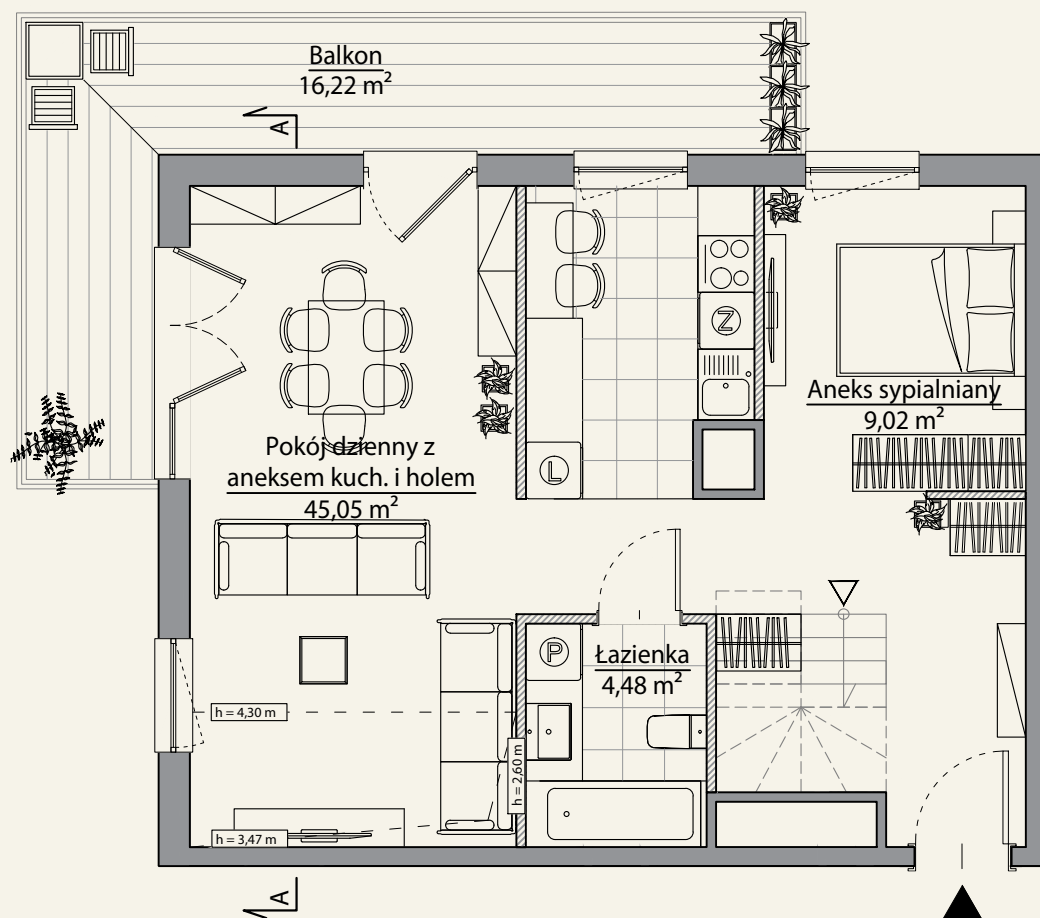 Balkon
16,22 m²
A
Z
Aneks sypialniany
9,02 m²
Pokój dzienny z
aneksem kuch. i holem
45,05 m²
L
P
Łazienka
4,48 m²
h = 4,30 m
h = 2,60 m
h = 3,47 m
A